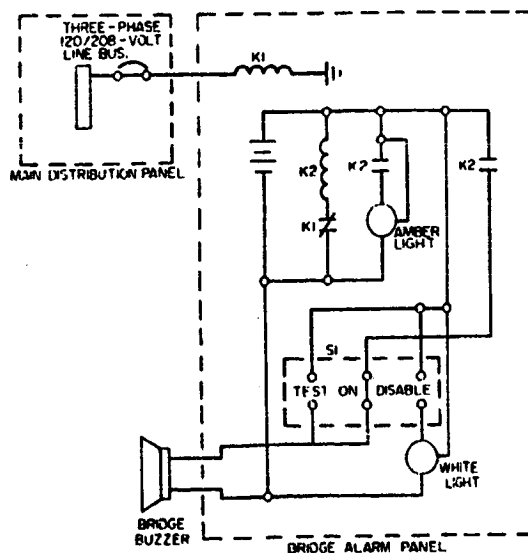 THREE-PHASE
120/208-VOLT
LINE BUS.
K1
MAIN DISTRIBUTION PANEL
K2
K2
K2
K1
AMBER
LIGHT
S1
TEST ON DISABLE
WHITE
LIGHT
BRIDGE
BUZZER
BRIDGE ALARM PANEL